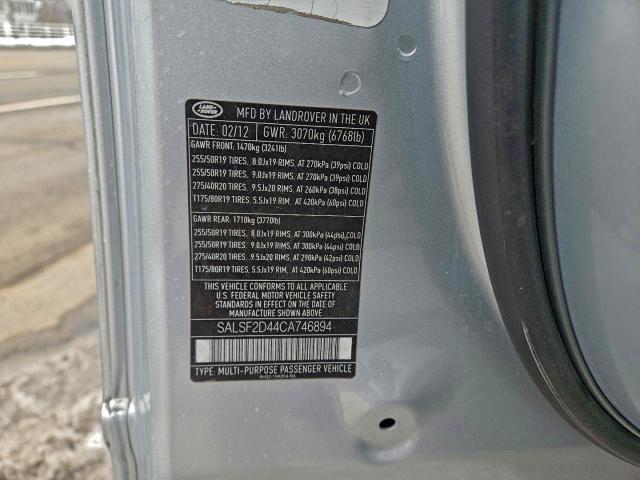 LAND
ROVER
MFD BY LANDROVER IN THE UK
DATE: 02/12 GWR: 3070kg (6768lb)
GAWR FRONT: 1470kg (3241lb)
255/50R19 TIRES, 8.0Jx19 RIMS, AT 270kPa (39psi) COLD
255/50R19 TIRES, 9.0Jx19 RIMS, AT 270kPa (39psi) COLD
275/40R20 TIRES, 9.5Jx20 RIMS, AT 260kPa (38psi) COLD
T175/80R19 TIRES, 5.5Jx19 RIM, AT 420kPa (60psi) COLD
GAWR REAR: 1710kg (3770lb)
255/50R19 TIRES, 8.0Jx19 RIMS, AT 300kPa (44psi) COLD
255/50R19 TIRES, 9.0Jx19 RIMS, AT 300kPa (44psi) COLD
275/40R20 TIRES, 9.5Jx20 RIMS, AT 290kPa (42psi) COLD
T175/80R19 TIRES, 5.5Jx19 RIM, AT 420kPa (60psi) COLD
THIS VEHICLE CONFORMS TO ALL APPLICABLE
U.S. FEDERAL MOTOR VEHICLE SAFETY
STANDARDS IN EFFECT ON THE DATE OF
MANUFACTURE SHOWN ABOVE
SALSF2D44CA746894
TYPE: MULTI-PURPOSE PASSENGER VEHICLE